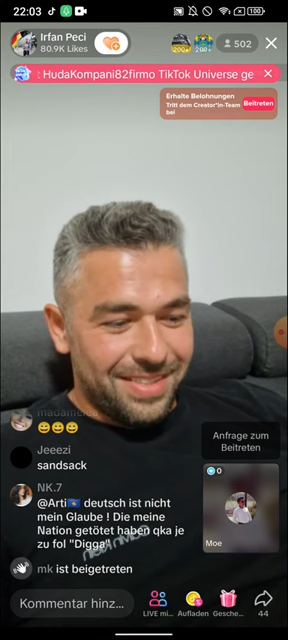 22:03
100
Irfan Peci
80.9K Likes
502
HudaKompani82firmo TikTok Universe ge
Erhalte Belohnungen
Tritt dem Creator*in-Team bei
Beitreten
madameica
Jeeezi
sandsack
NK.7
@Arti deutsch ist nicht
mein Glaube ! Die meine
Nation getötet haben qka je
zu fol "Digga"
mk ist beigetreten
Anfrage zum
Beitreten
0
Moe
Kommentar hinz...
LIVE mi...
Aufladen
Gesche...
44